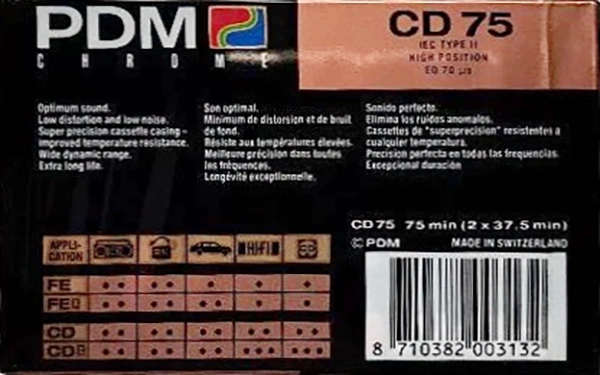 PDM
CHROME
CD 75
IEC TYPE II
HIGH POSITION
EQ 70 µs
Optimum sound.
Low distortion and low noise.
Super precision cassette casing –
improved temperature resistance.
Wide dynamic range.
Extra long life.
Son optimal.
Minimum de distorsion et de bruit
de fond.
Résiste aux températures élevées.
Meilleure précision dans toutes
les fréquences.
Longévité exceptionnelle.
Sonido perfecto.
Elimina los ruidos anomalos.
Cassettes de "superprecision" resistentes a
cualquier temperatura.
Precision perfecta en todas las frequencias.
Excepcional duración
CD75 75 min (2 x 37.5 min)
© PDM MADE IN SWITZERLAND
APPLI-
CATION
HI-FI
FE
FE
CD
CD
8 710382 003132